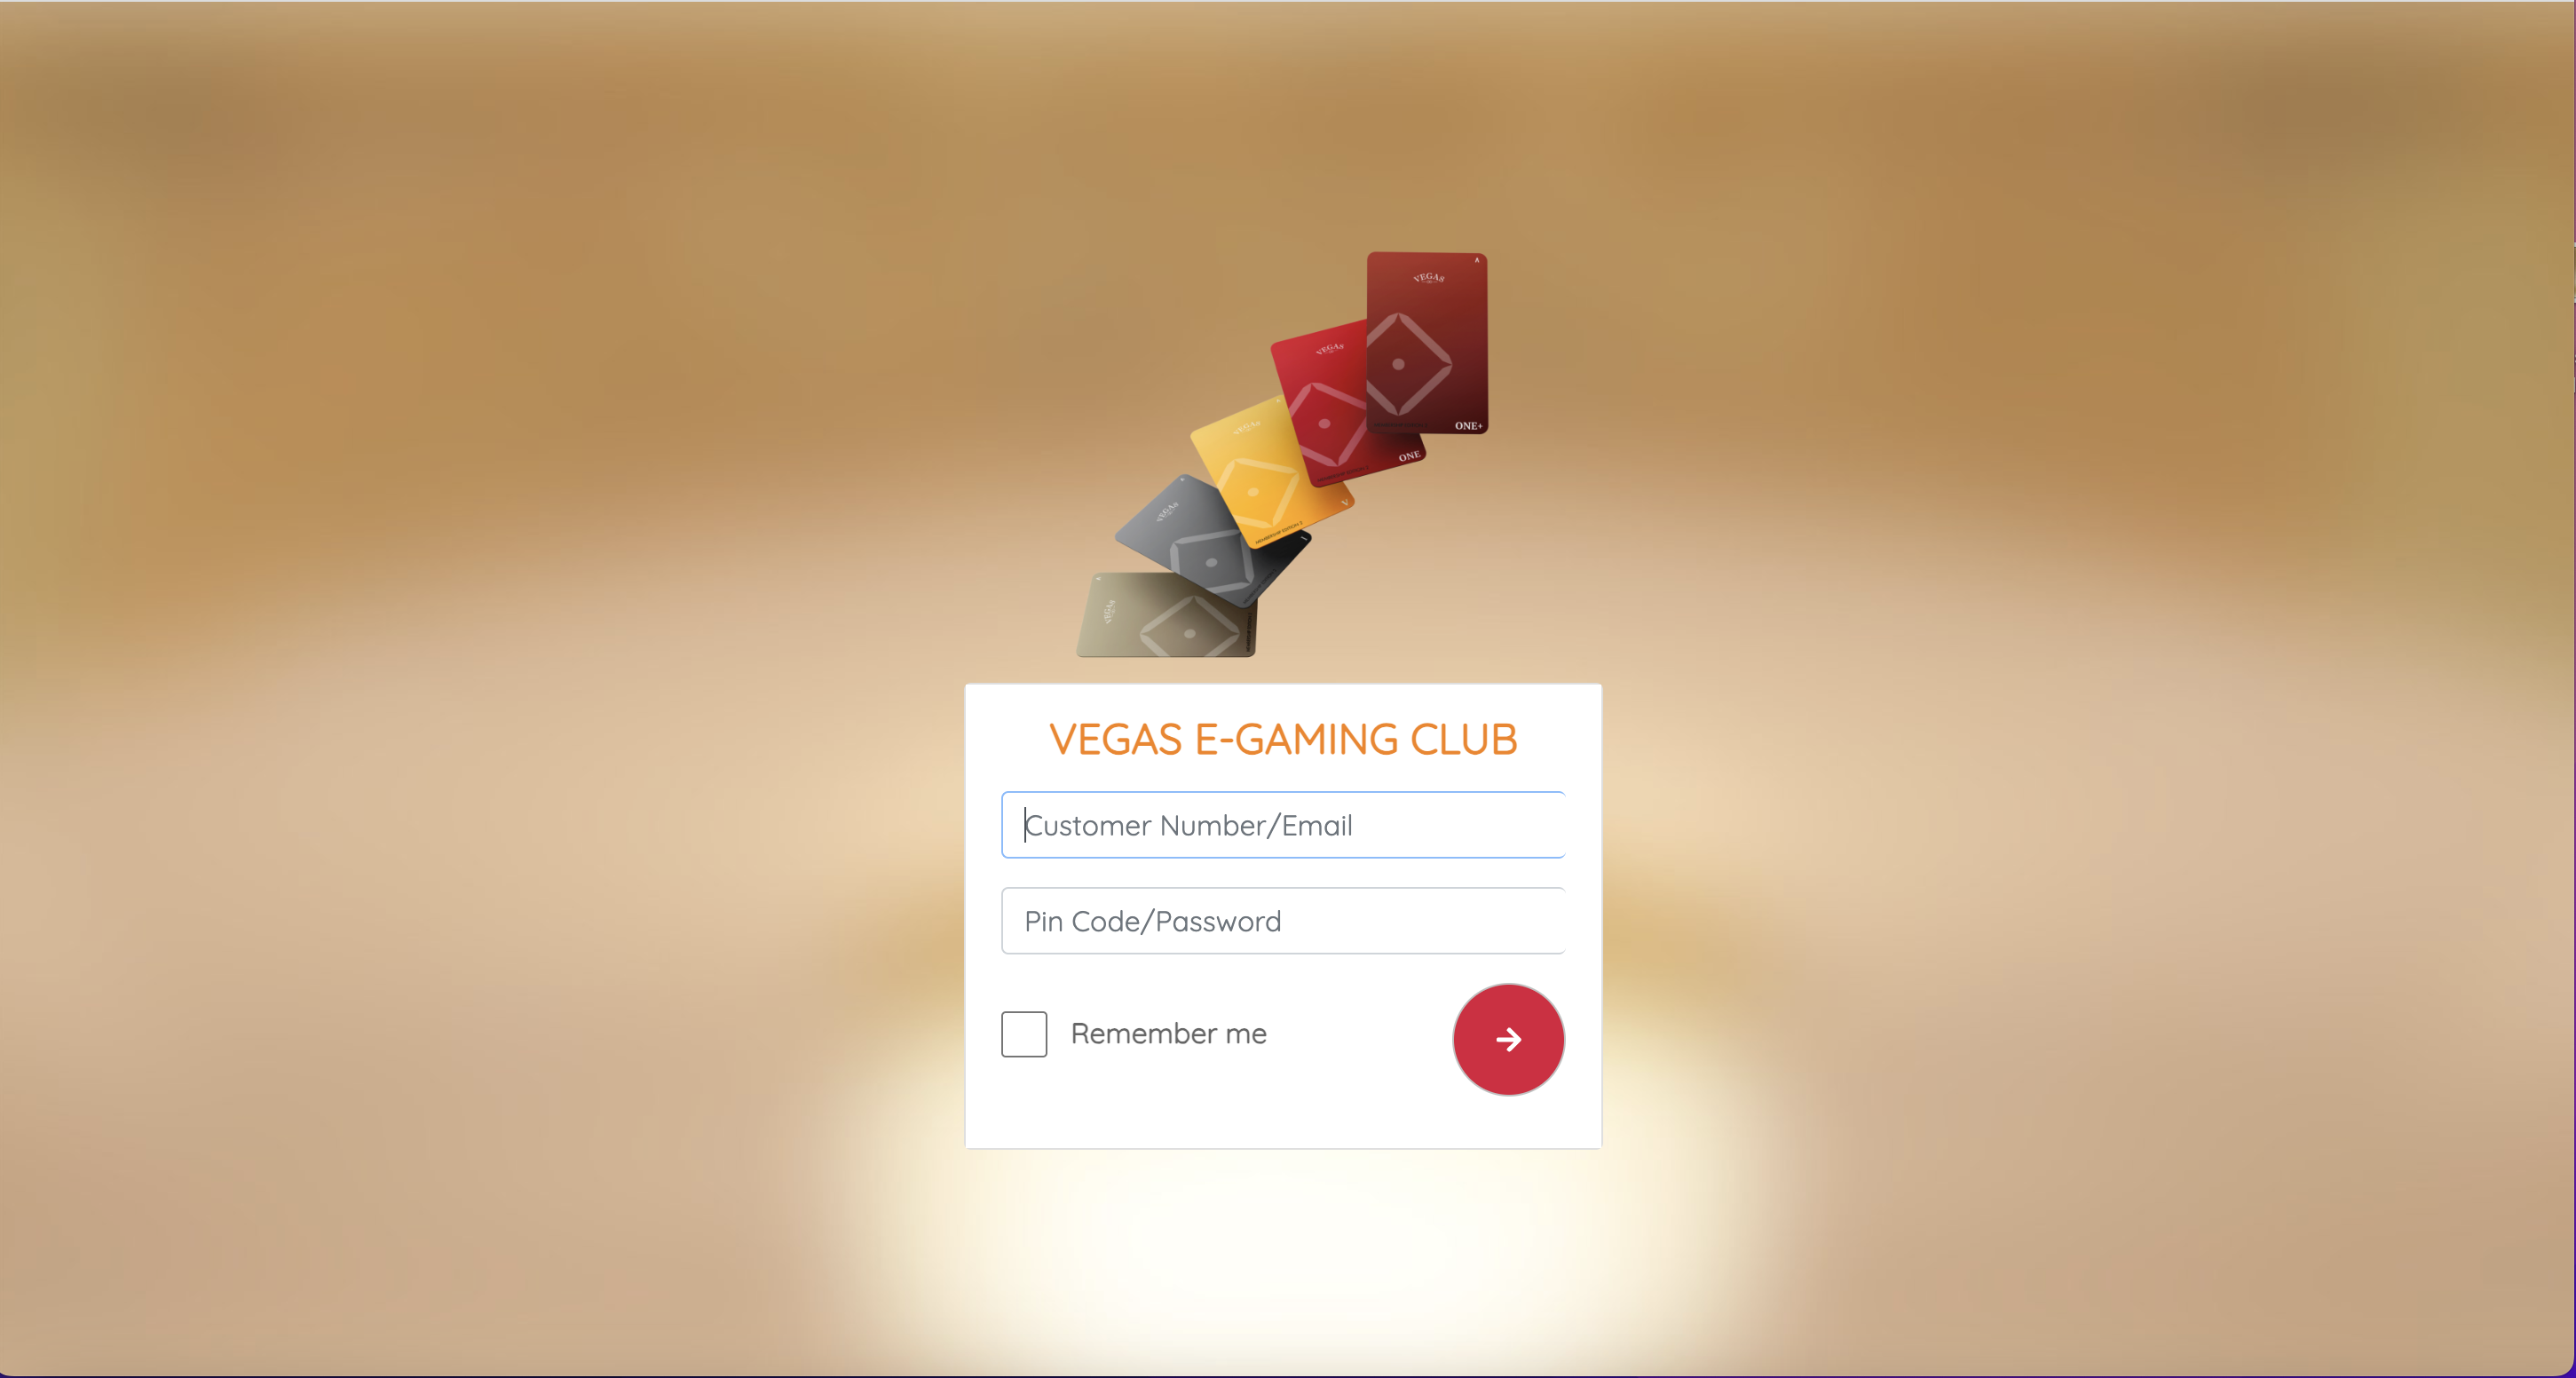 VEGAS
ONE+
VEGAS
ONE
VEGAS
V
VEGAS
I
VEGAS
VEGAS E-GAMING CLUB
Customer Number/Email
Pin Code/Password
Remember me